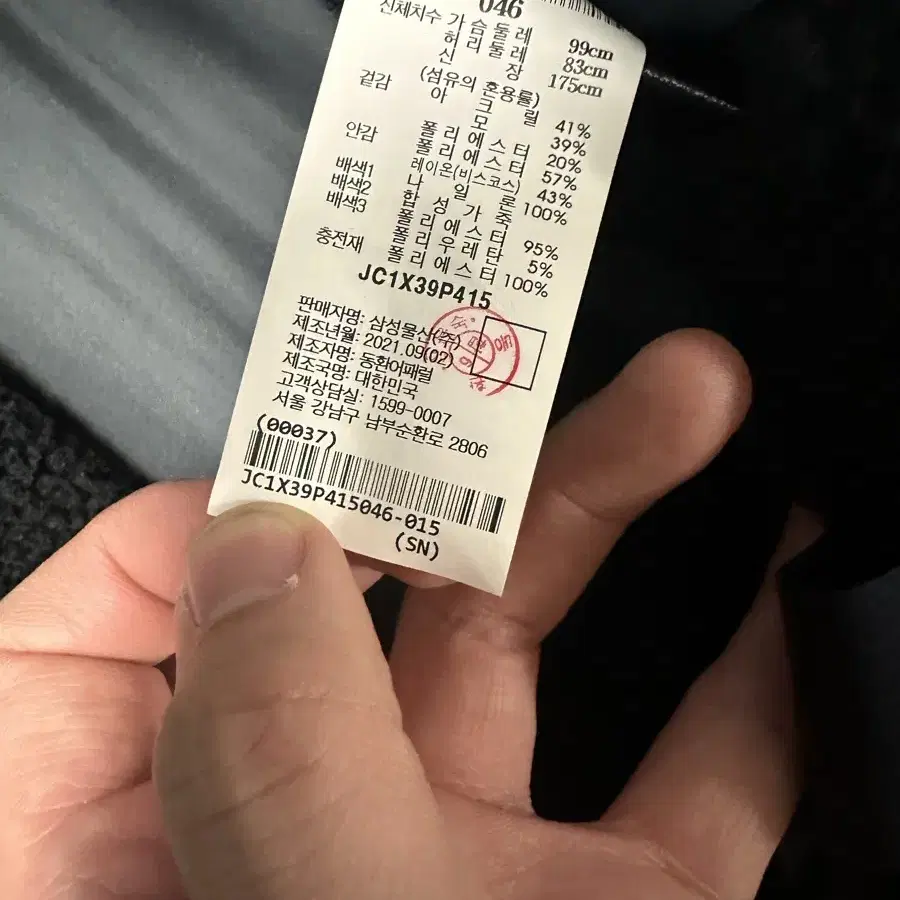 046
신체치수 가슴둘레 99cm
허리둘레 83cm
신장 175cm
(섬유의 혼용률)
겉감 아크릴 41%
모 39%
폴리에스터 20%
안감 폴리에스터 57%
레이온(비스코스) 43%
배색1 나일론 100%
배색2 합성가죽
배색3 폴리에스터 95%
폴리우레탄 5%
충전재 폴리에스터 100%
JC1X39P415
판매자명: 삼성물산(주)
제조년월: 2021.09(02)
제조자명: 동환어패럴
제조국명: 대한민국
고객상담실: 1599-0007
서울 강남구 남부순환로 2806
(00037)
JC1X39P415046-015
(SN)